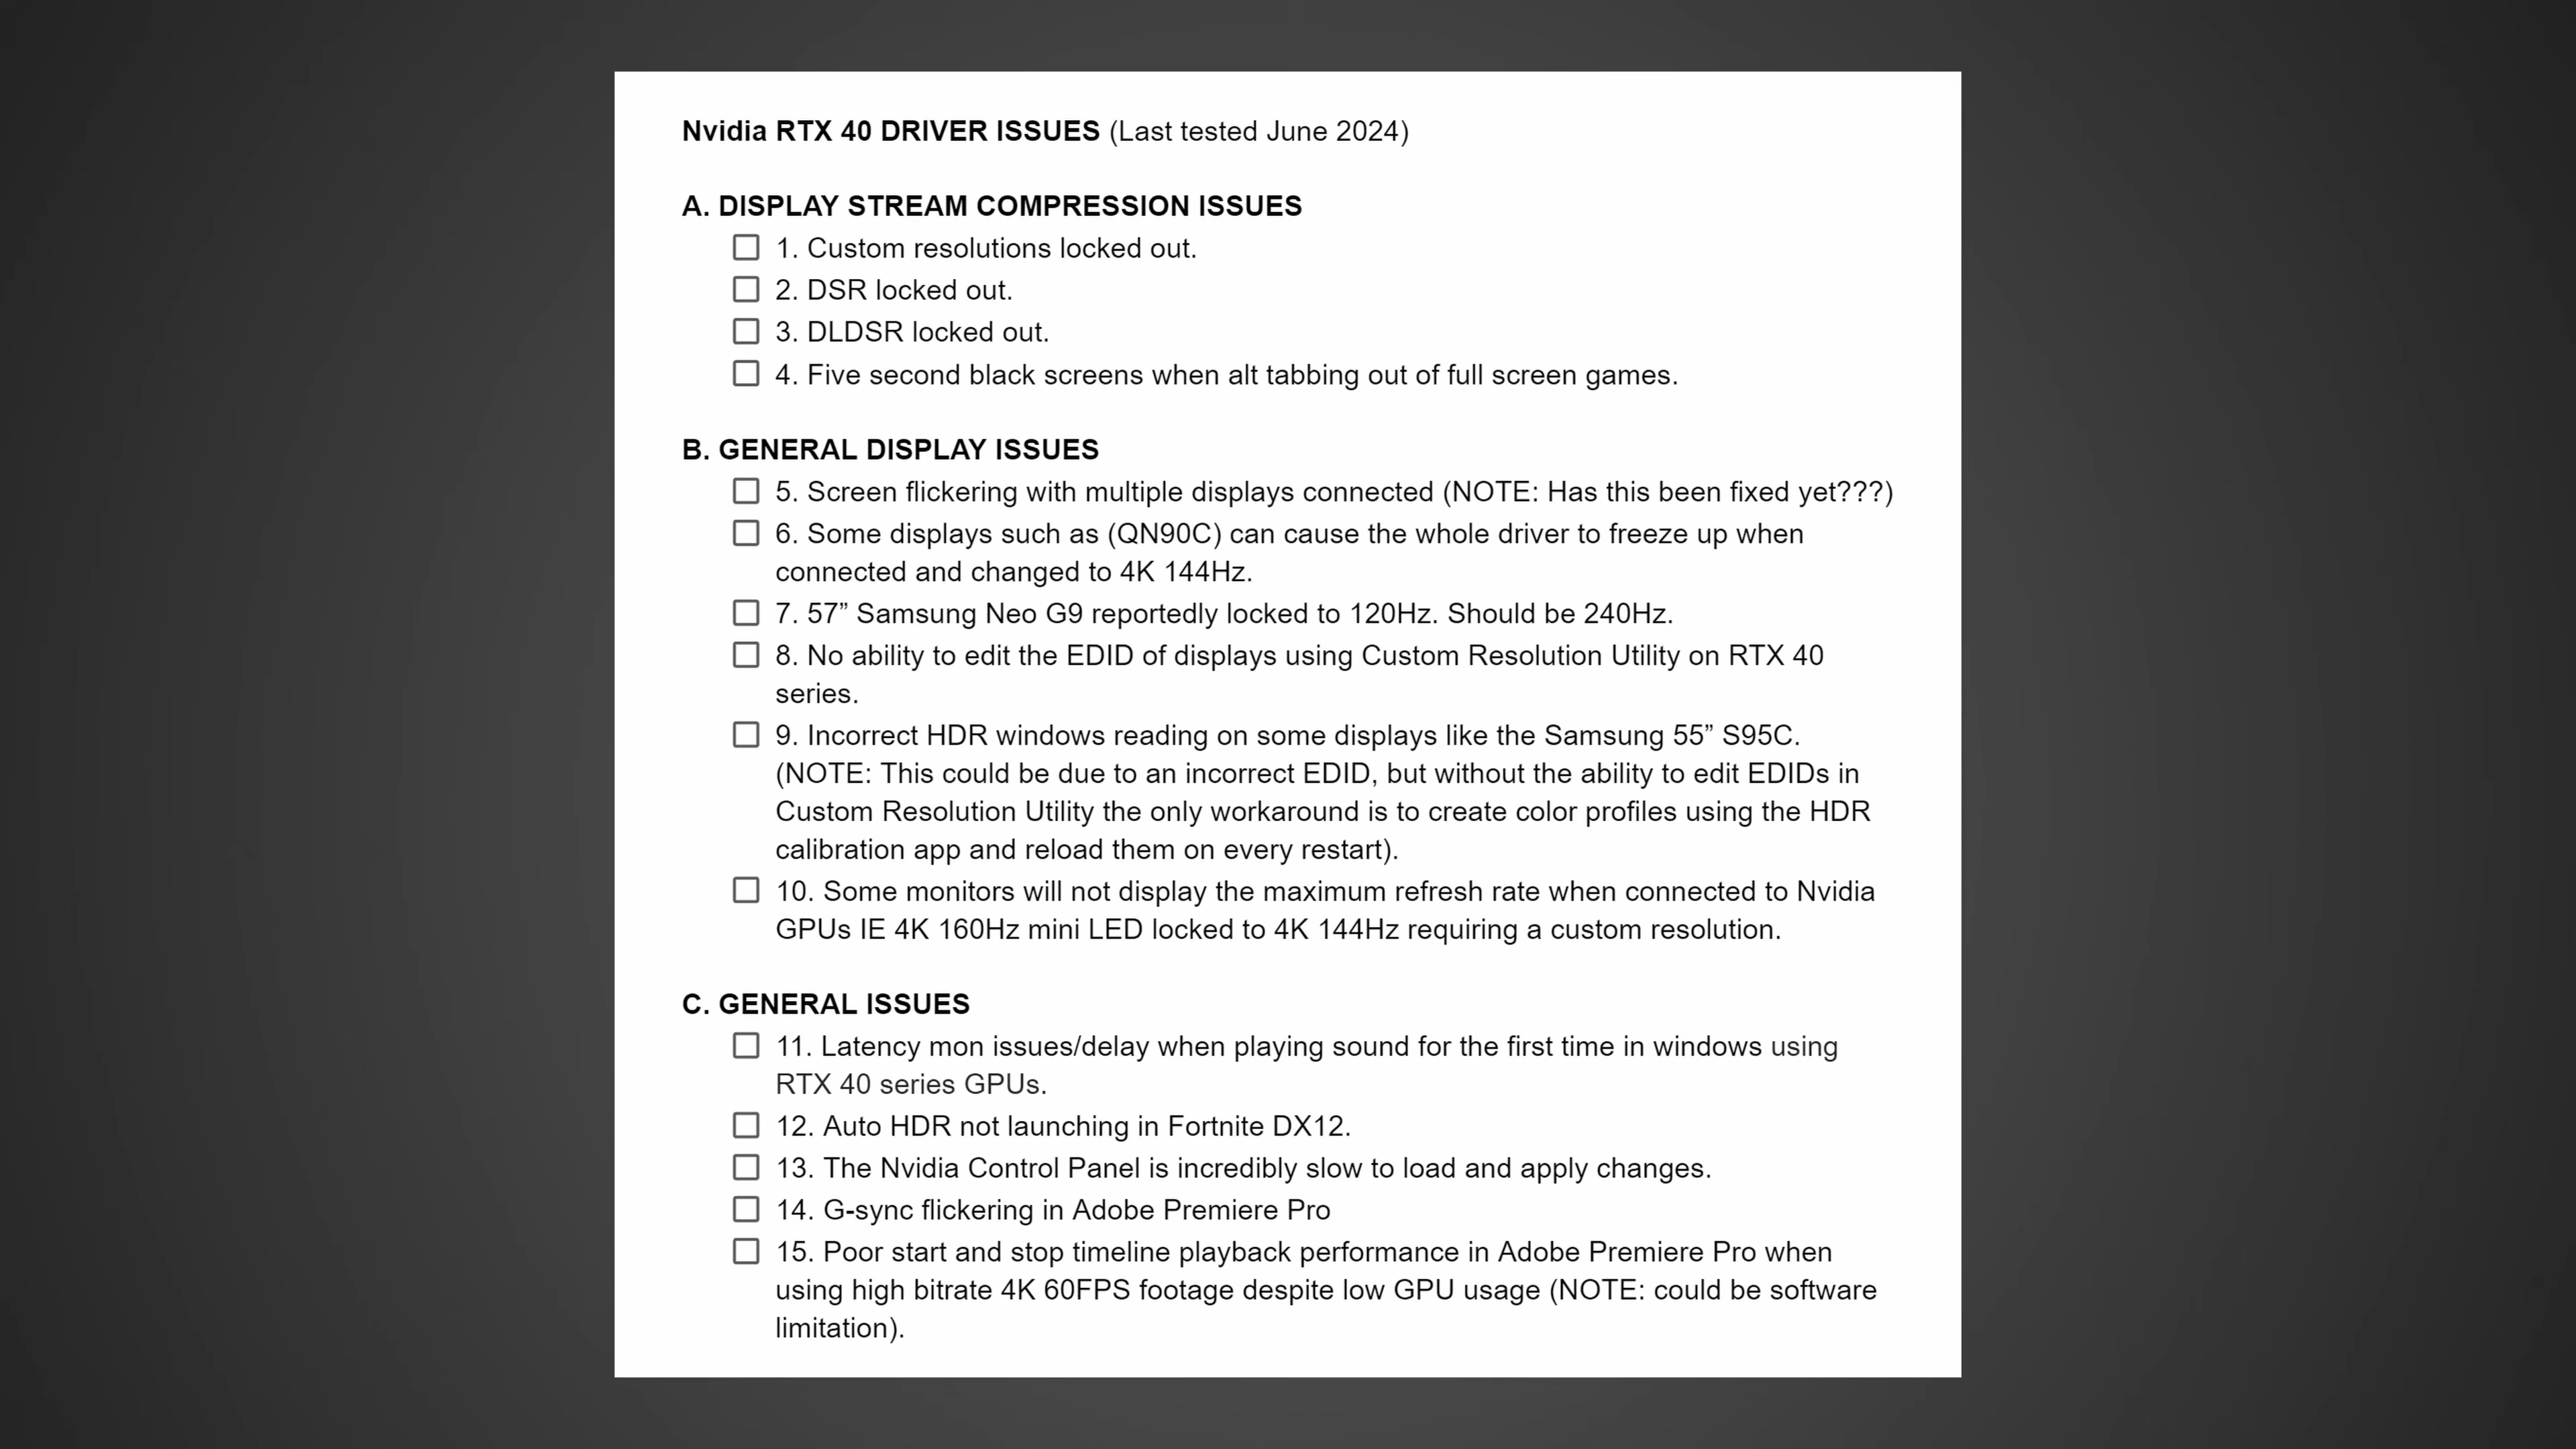 Nvidia RTX 40 DRIVER ISSUES (Last tested June 2024)
A. DISPLAY STREAM COMPRESSION ISSUES
1. Custom resolutions locked out.
2. DSR locked out.
3. DLDSR locked out.
4. Five second black screens when alt tabbing out of full screen games.
B. GENERAL DISPLAY ISSUES
5. Screen flickering with multiple displays connected (NOTE: Has this been fixed yet???)
6. Some displays such as (QN90C) can cause the whole driver to freeze up when
connected and changed to 4K 144Hz.
7. 57” Samsung Neo G9 reportedly locked to 120Hz. Should be 240Hz.
8. No ability to edit the EDID of displays using Custom Resolution Utility on RTX 40
series.
9. Incorrect HDR windows reading on some displays like the Samsung 55” S95C.
(NOTE: This could be due to an incorrect EDID, but without the ability to edit EDIDs in
Custom Resolution Utility the only workaround is to create color profiles using the HDR
calibration app and reload them on every restart).
10. Some monitors will not display the maximum refresh rate when connected to Nvidia
GPUs IE 4K 160Hz mini LED locked to 4K 144Hz requiring a custom resolution.
C. GENERAL ISSUES
11. Latency mon issues/delay when playing sound for the first time in windows using
RTX 40 series GPUs.
12. Auto HDR not launching in Fortnite DX12.
13. The Nvidia Control Panel is incredibly slow to load and apply changes.
14. G-sync flickering in Adobe Premiere Pro
15. Poor start and stop timeline playback performance in Adobe Premiere Pro when
using high bitrate 4K 60FPS footage despite low GPU usage (NOTE: could be software
limitation).